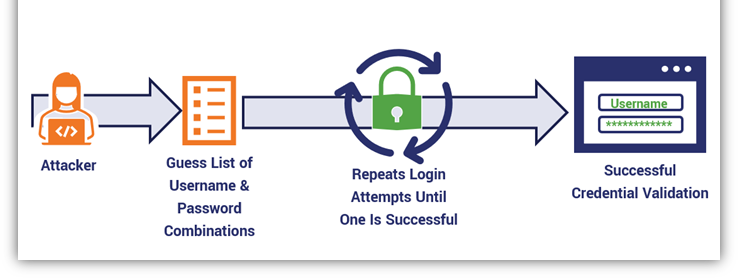 Attacker
Guess List of
Username &
Password
Combinations
Repeats Login
Attempts Until
One Is Successful
Username
************
Successful
Credential Validation